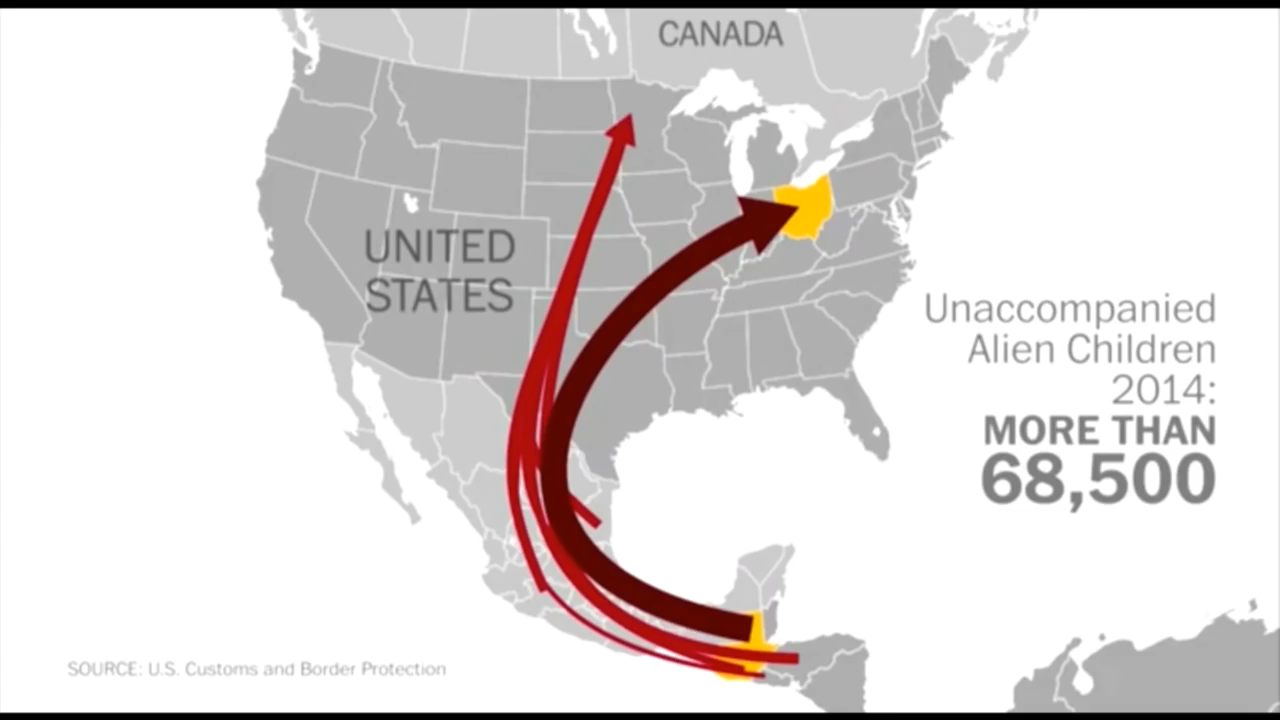 CANADA
UNITED
STATES
Unaccompanied
Alien Children
2014:
MORE THAN
68,500
SOURCE: U.S. Customs and Border Protection